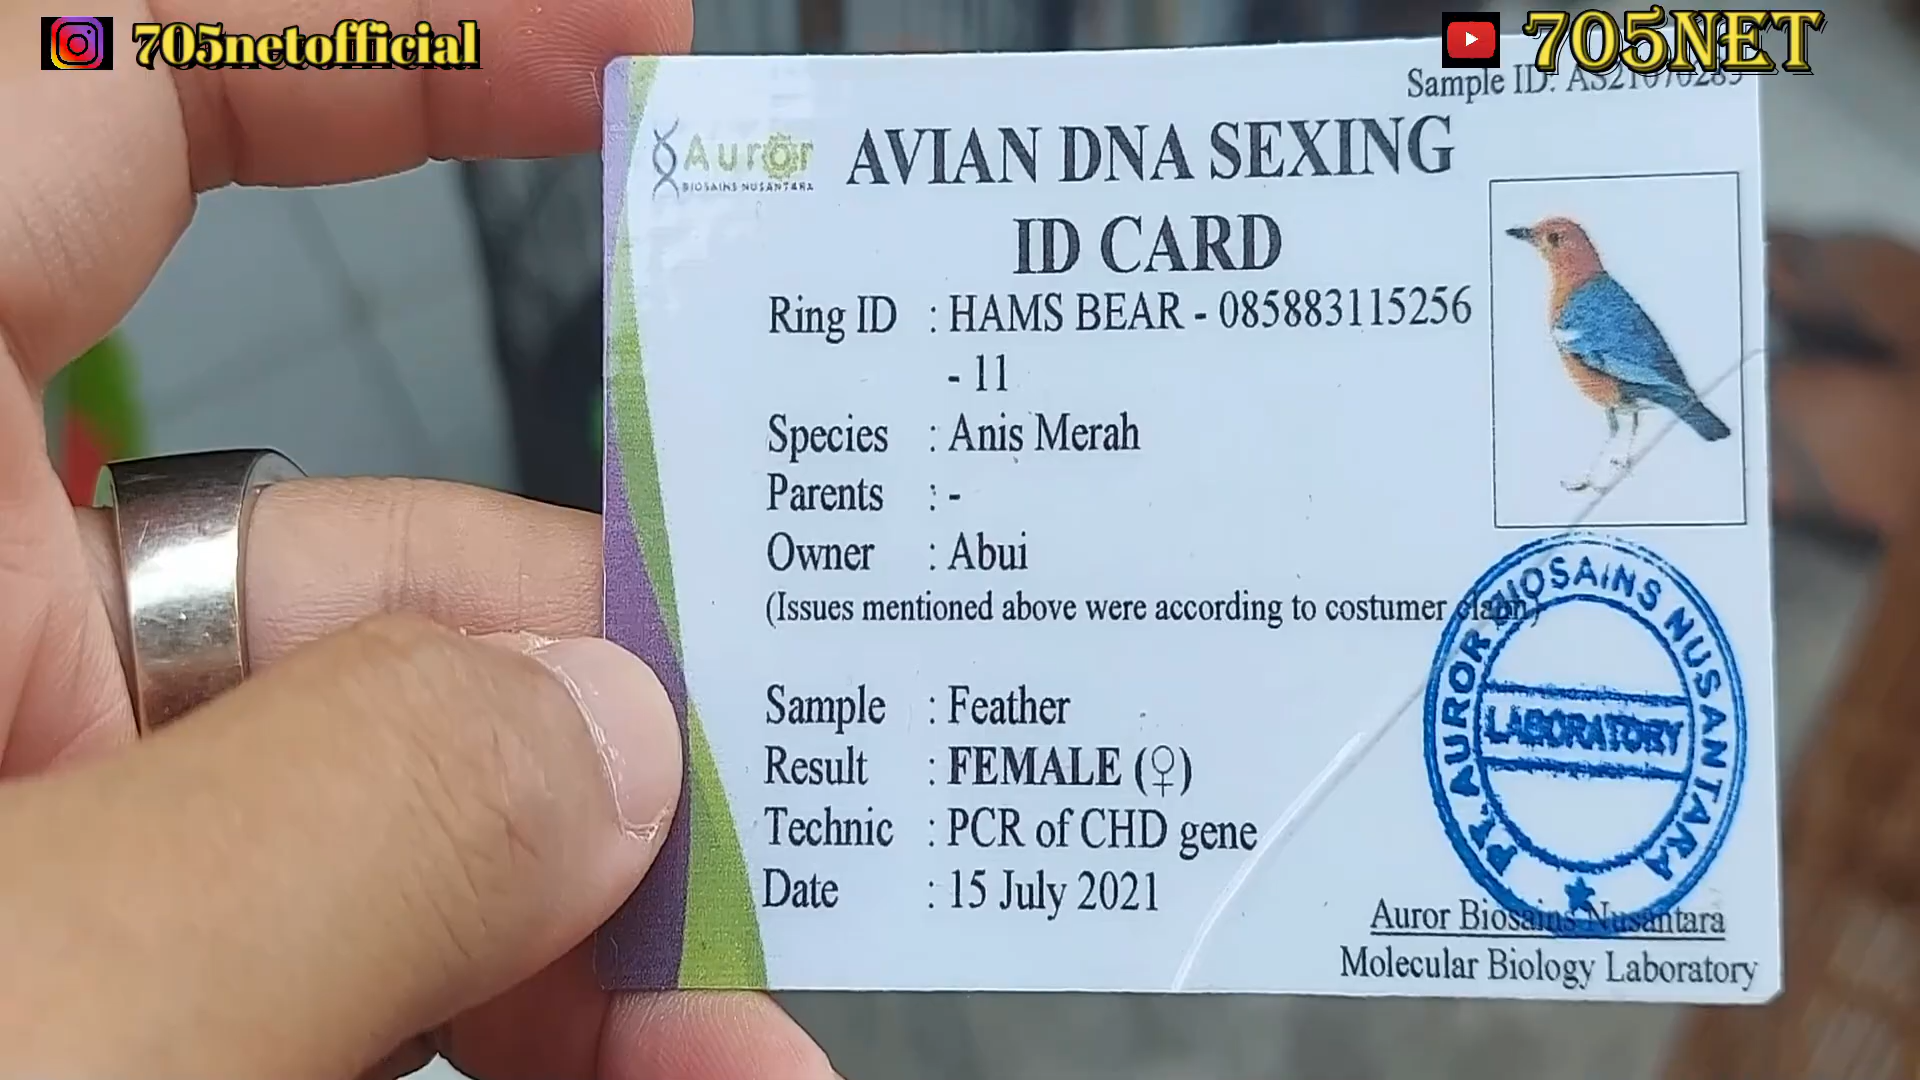 705netofficial
705NET
Sample ID: AS21070289
Auror
BIOSAINS NUSANTARA
AVIAN DNA SEXING
ID CARD
Ring ID : HAMS BEAR - 085883115256
- 11
Species : Anis Merah
Parents : -
Owner : Abui
(Issues mentioned above were according to costumer claim)
Sample : Feather
Result : FEMALE (♀)
Technic : PCR of CHD gene
Date : 15 July 2021
PT. AUROR BIOSAINS NUSANTARA
LABORATORY
Auror Biosains Nusantara
Molecular Biology Laboratory